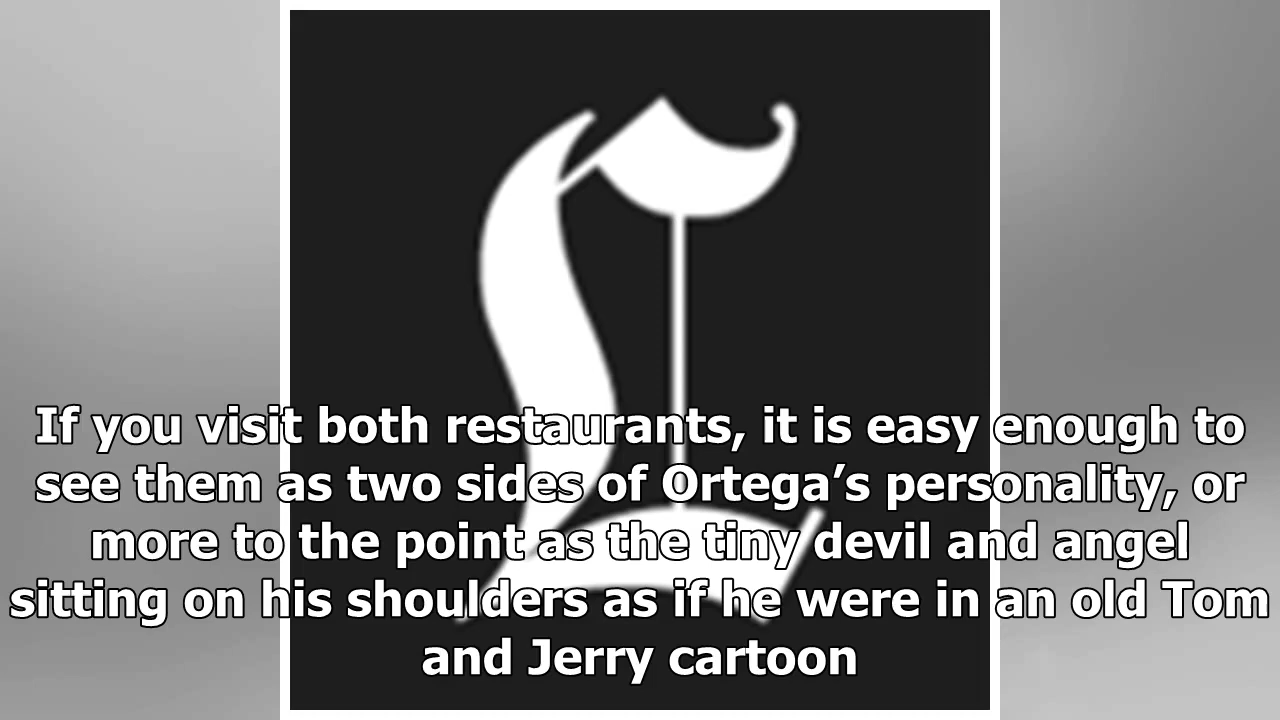 If you visit both restaurants, it is easy enough to
see them as two sides of Ortega’s personality, or
more to the point as the tiny devil and angel
sitting on his shoulders as if he were in an old Tom
and Jerry cartoon